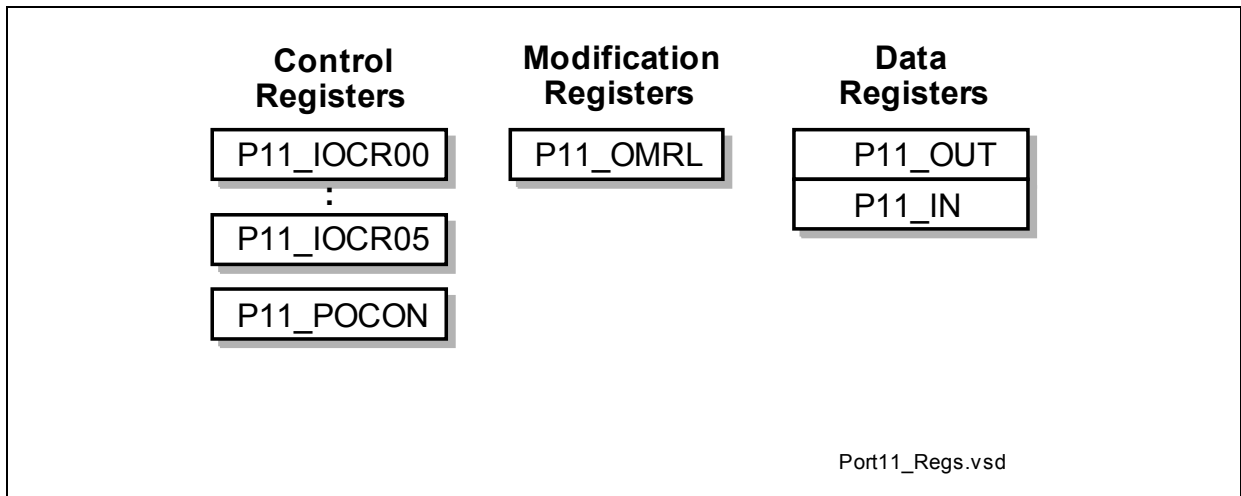 Control
Registers
P11_IOCR00
:
P11_IOCR05
P11_POCON
Modification
Registers
P11_OMRL
Data
Registers
P11_OUT
P11_IN
Port11_Regs.vsd